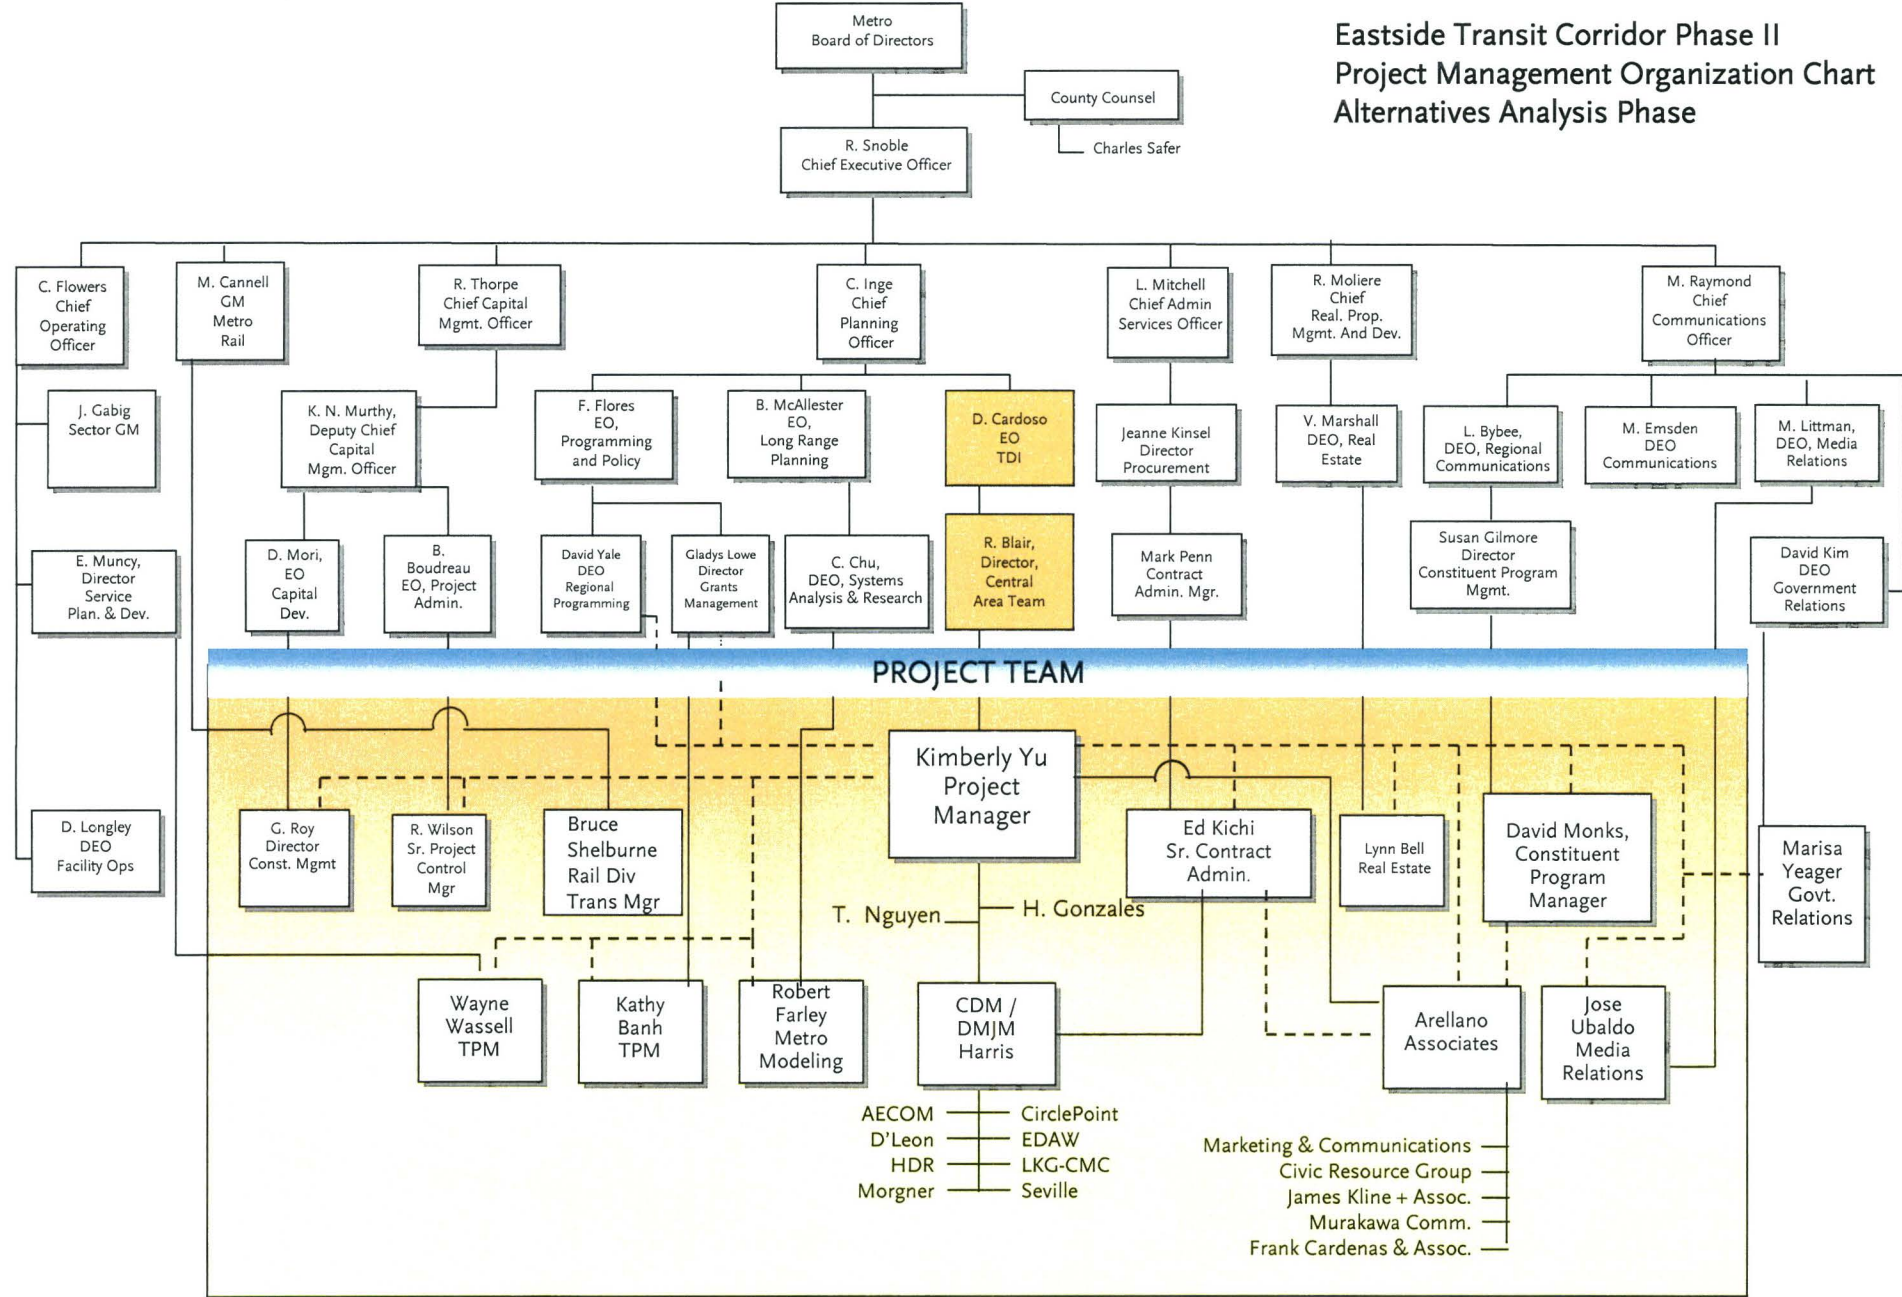 Eastside Transit Corridor Phase II
Project Management Organization Chart
Alternatives Analysis Phase
Metro
Board of Directors
County Counsel
Charles Safer
R. Snoble
Chief Executive Officer
C. Flowers
Chief
Operating
Officer
M. Cannell
GM
Metro
Rail
R. Thorpe
Chief Capital
Mgmt. Officer
C. Inge
Chief
Planning
Officer
L. Mitchell
Chief Admin
Services Officer
R. Moliere
Chief
Real. Prop.
Mgmt. And Dev.
M. Raymond
Chief
Communications
Officer
J. Gabig
Sector GM
K. N. Murthy,
Deputy Chief
Capital
Mgm. Officer
F. Flores
EO,
Programming
and Policy
B. McAllester
EO,
Long Range
Planning
D. Cardoso
EO
TDI
Jeanne Kinsel
Director
Procurement
V. Marshall
DEO, Real
Estate
L. Bybee,
DEO, Regional
Communications
M. Emsden
DEO
Communications
M. Littman,
DEO, Media
Relations
E. Muncy,
Director
Service
Plan. & Dev.
D. Mori,
EO
Capital
Dev.
B.
Boudreau
EO, Project
Admin.
David Yale
DEO
Regional
Programming
Gladys Lowe
Director
Grants
Management
C. Chu,
DEO, Systems
Analysis & Research
R. Blair,
Director,
Central
Area Team
Mark Penn
Contract
Admin. Mgr.
Susan Gilmore
Director
Constituent Program
Mgmt.
David Kim
DEO
Government
Relations
PROJECT TEAM
D. Longley
DEO
Facility Ops
G. Roy
Director
Const. Mgmt
R. Wilson
Sr. Project
Control
Mgr
Bruce
Shelburne
Rail Div
Trans Mgr
Kimberly Yu
Project
Manager
Ed Kichi
Sr. Contract
Admin.
Lynn Bell
Real Estate
David Monks,
Constituent
Program
Manager
Marisa
Yeager
Govt.
Relations
T. Nguyen
H. Gonzales
Wayne
Wassell
TPM
Kathy
Banh
TPM
Robert
Farley
Metro
Modeling
CDM /
DMJM
Harris
Arellano
Associates
Jose
Ubaldo
Media
Relations
AECOM
CirclePoint
D'Leon
EDAW
HDR
LKG-CMC
Morgner
Seville
Marketing & Communications
Civic Resource Group
James Kline + Assoc.
Murakawa Comm.
Frank Cardenas & Assoc.